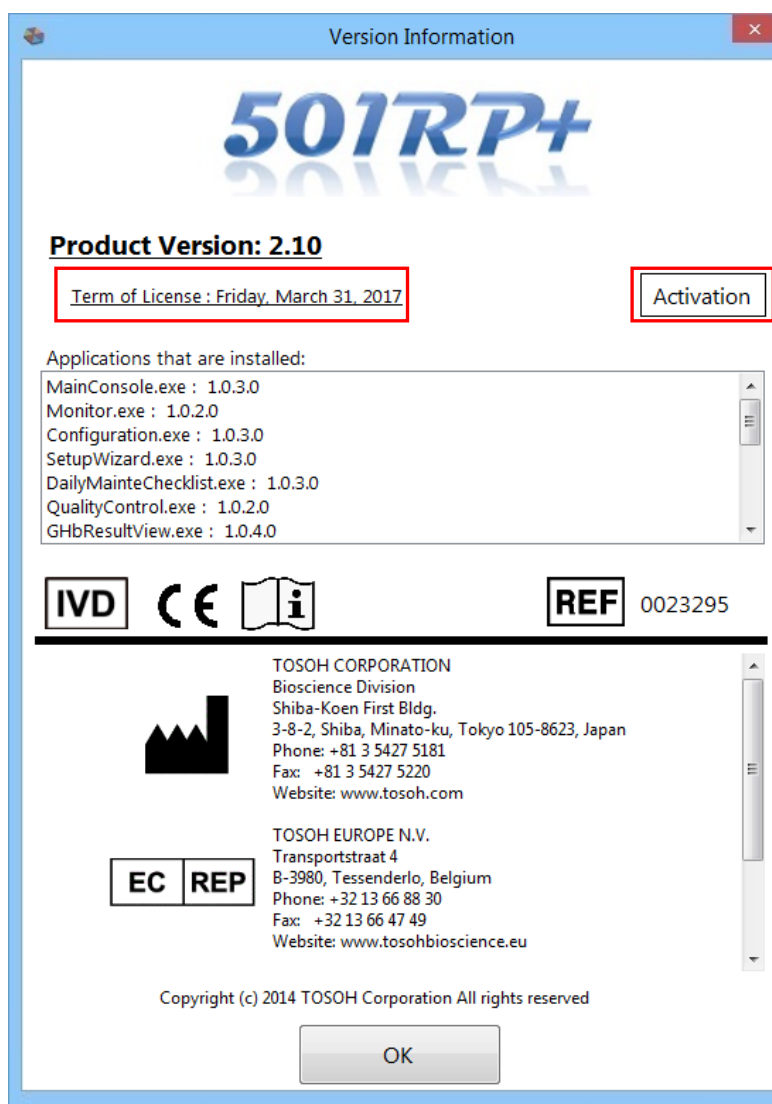 Version Information
501RP+
Product Version: 2.10
Term of License : Friday, March 31, 2017
Activation
Applications that are installed:
MainConsole.exe : 1.0.3.0
Monitor.exe : 1.0.2.0
Configuration.exe : 1.0.3.0
SetupWizard.exe : 1.0.3.0
DailyMainteChecklist.exe : 1.0.3.0
QualityControl.exe : 1.0.2.0
GHbResultView.exe : 1.0.4.0
IVD CE i REF 0023295
TOSOH CORPORATION
Bioscience Division
Shiba-Koen First Bldg.
3-8-2, Shiba, Minato-ku, Tokyo 105-8623, Japan
Phone: +81 3 5427 5181
Fax: +81 3 5427 5220
Website: www.tosoh.com
EC REP
TOSOH EUROPE N.V.
Transportstraat 4
B-3980, Tessenderlo, Belgium
Phone: +32 13 66 88 30
Fax: +32 13 66 47 49
Website: www.tosohbioscience.eu
Copyright (c) 2014 TOSOH Corporation All rights reserved
OK